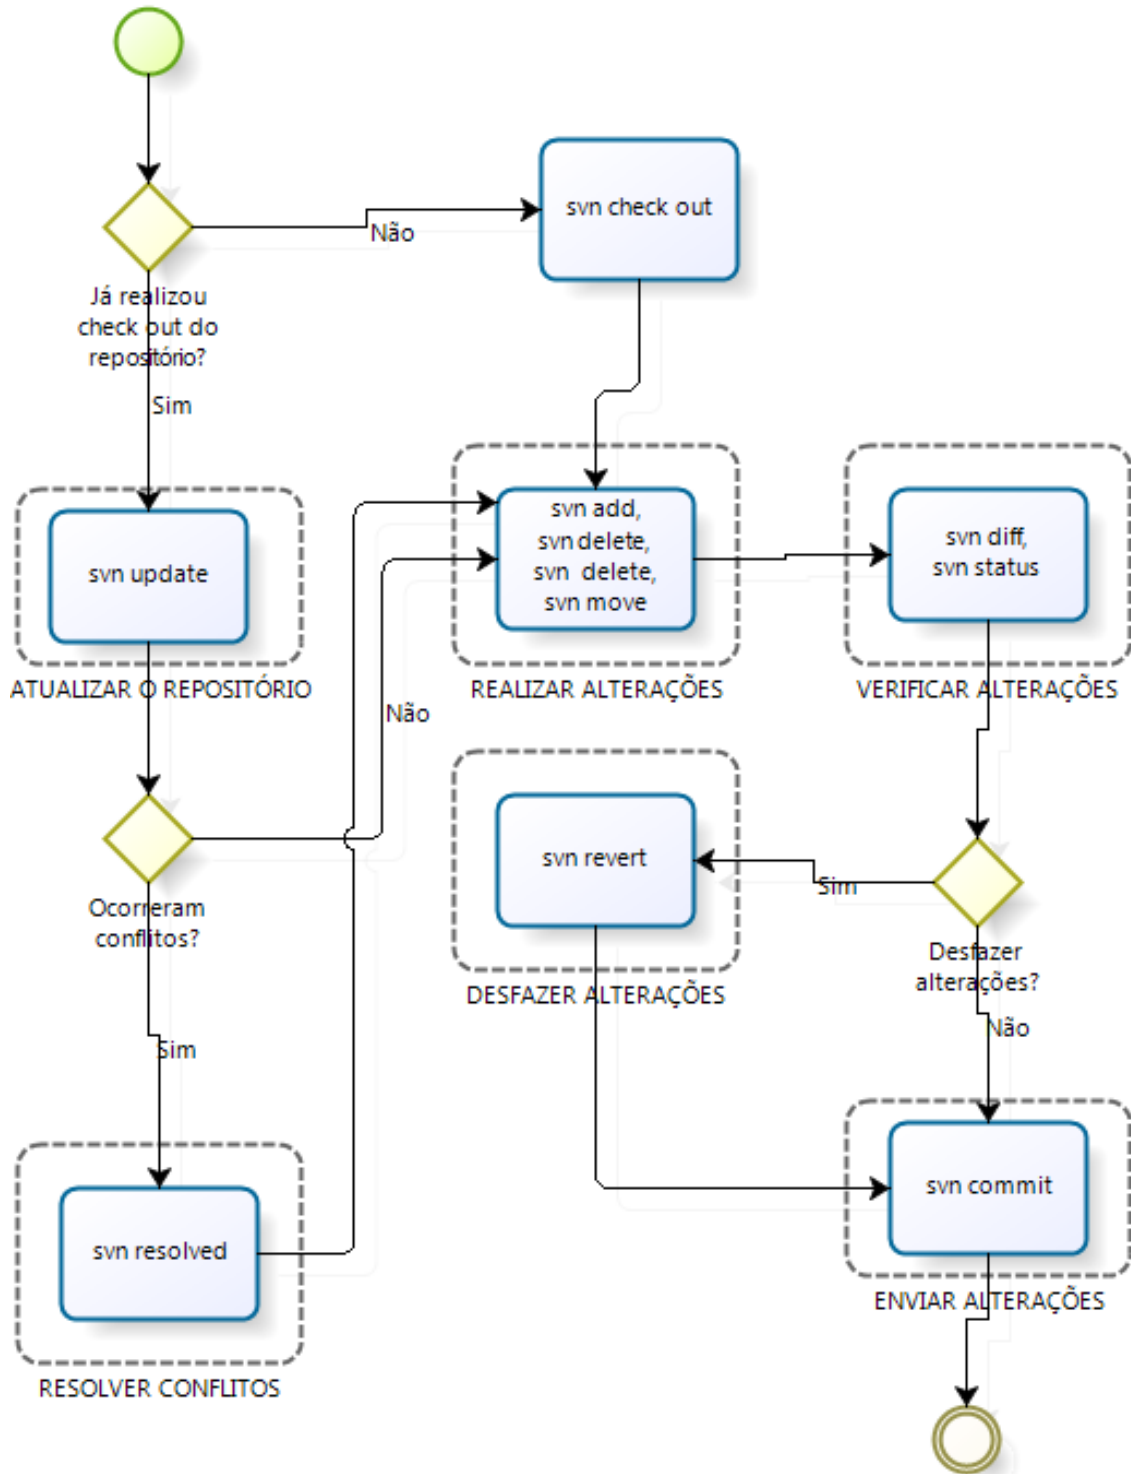 svn check out
Não
Já realizou
check out do
repositório?
Sim
svn add,
svn delete,
svn  delete,
svn move
svn diff,
svn status
svn update
ATUALIZAR O REPOSITÓRIO
REALIZAR ALTERAÇÕES
VERIFICAR ALTERAÇÕES
Não
svn revert
Sim
Ocorreram
conflitos?
Desfazer
alterações?
DESFAZER ALTERAÇÕES
Não
Sim
svn commit
svn resolved
ENVIAR ALTERAÇÕES
RESOLVER CONFLITOS